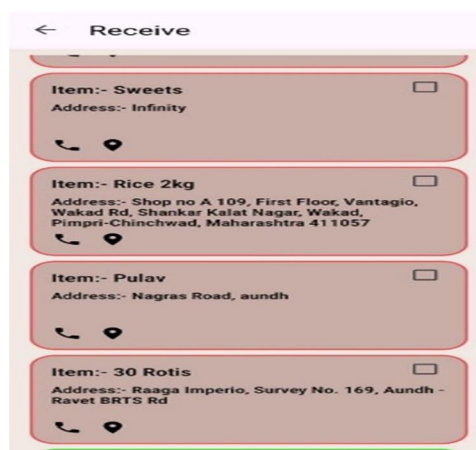 Receive
Item:- Sweets
Address:- Infinity
Item:- Rice 2kg
Address:- Shop no A 109, First Floor, Vantagio,
Wakad Rd, Shankar Kalat Nagar, Wakad,
Pimpri-Chinchwad, Maharashtra 411057
Item:- Pulav
Address:- Nagras Road, aundh
Item:- 30 Rotis
Address:- Raaga Imperio, Survey No. 169, Aundh -
Ravet BRTS Rd